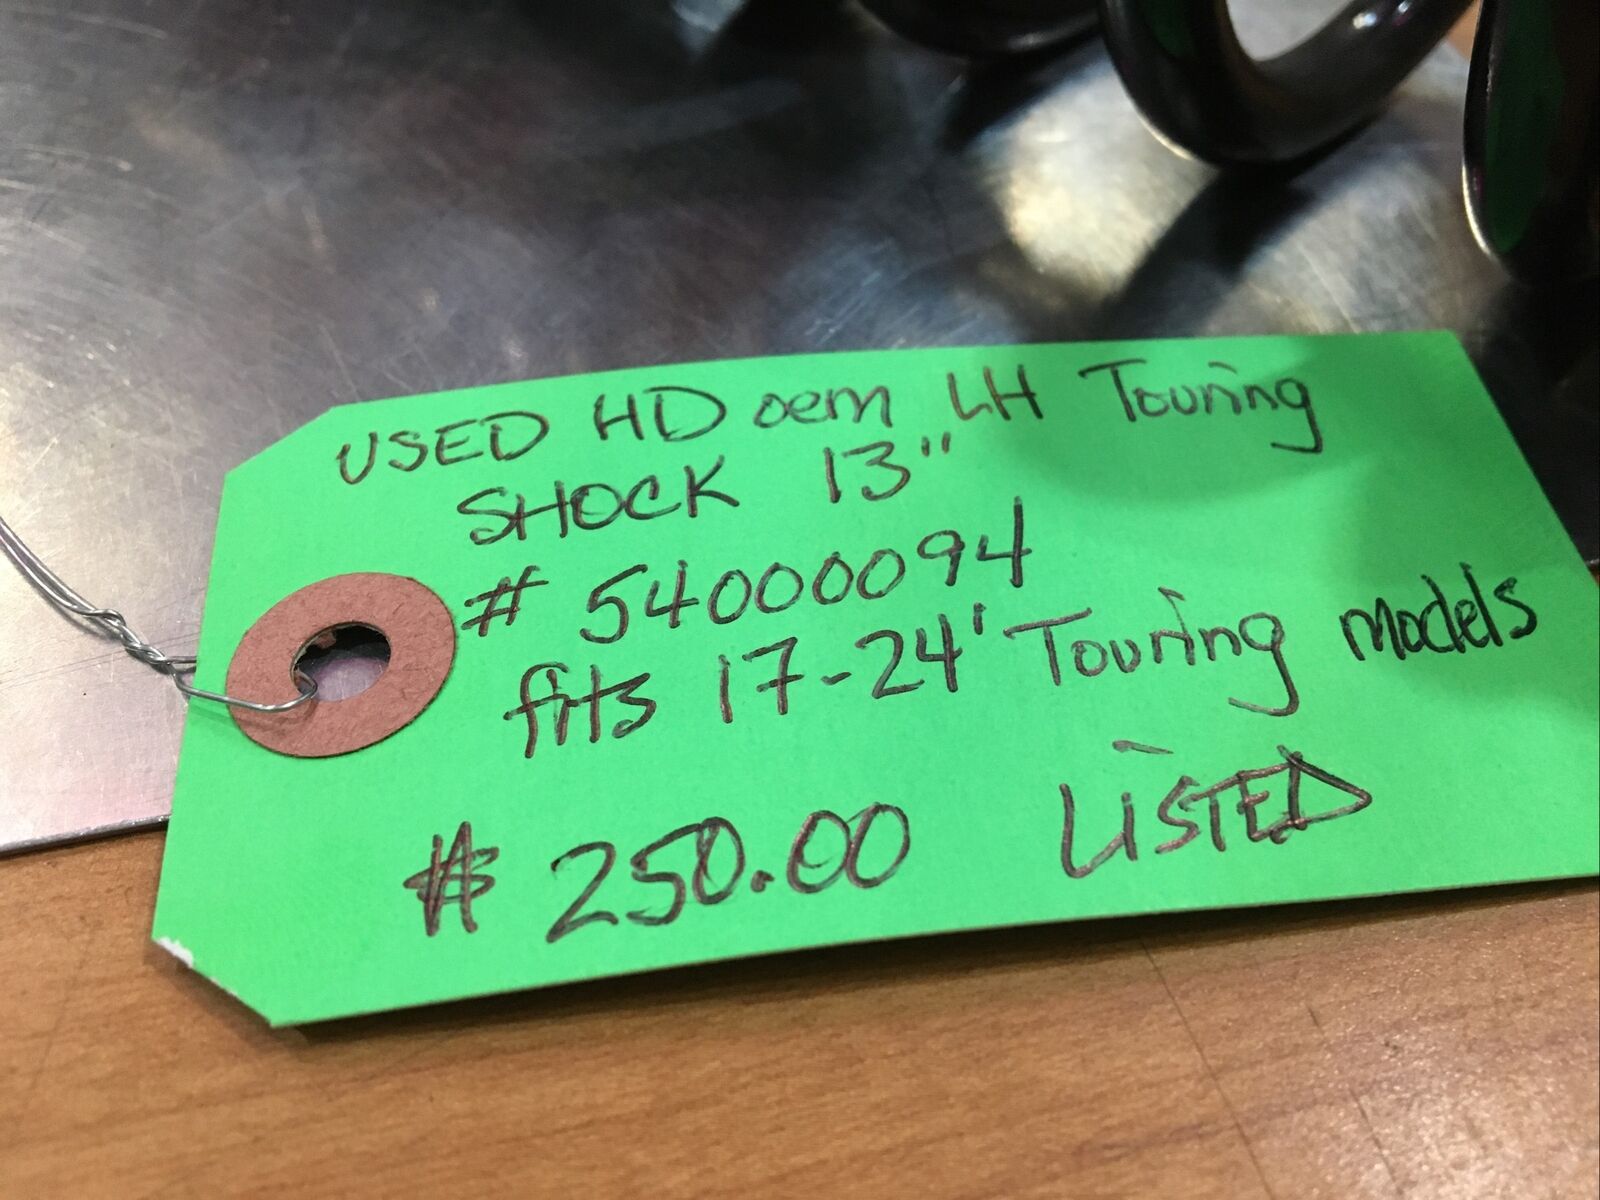 USED HD oem LH Touring
SHOCK 13"
# 54000094
fits 17-24' Touring models
$ 250.00 LISTED